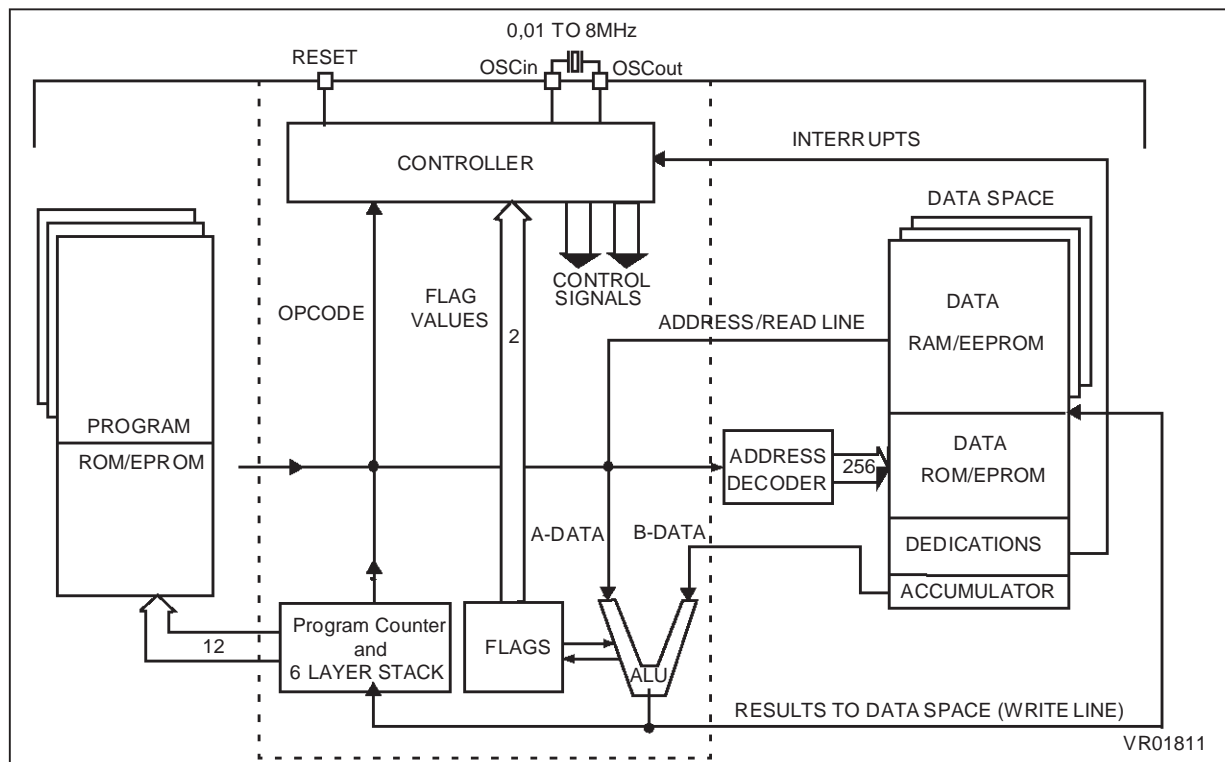 0,01 TO 8MHz
RESET
OSCin
OSCout
INTERRUPTS
CONTROLLER
DATA SPACE
CONTROL
SIGNALS
OPCODE
FLAG
VALUES
2
ADDRESS/READ LINE
DATA
RAM/EEPROM
PROGRAM
ROM/EPROM
ADDRESS
DECODER
256
DATA
ROM/EPROM
A-DATA
B-DATA
DEDICATIONS
ACCUMULATOR
12
Program Counter
and
6 LAYER STACK
FLAGS
ALU
RESULTS TO DATA SPACE (WRITE LINE)
VR01811